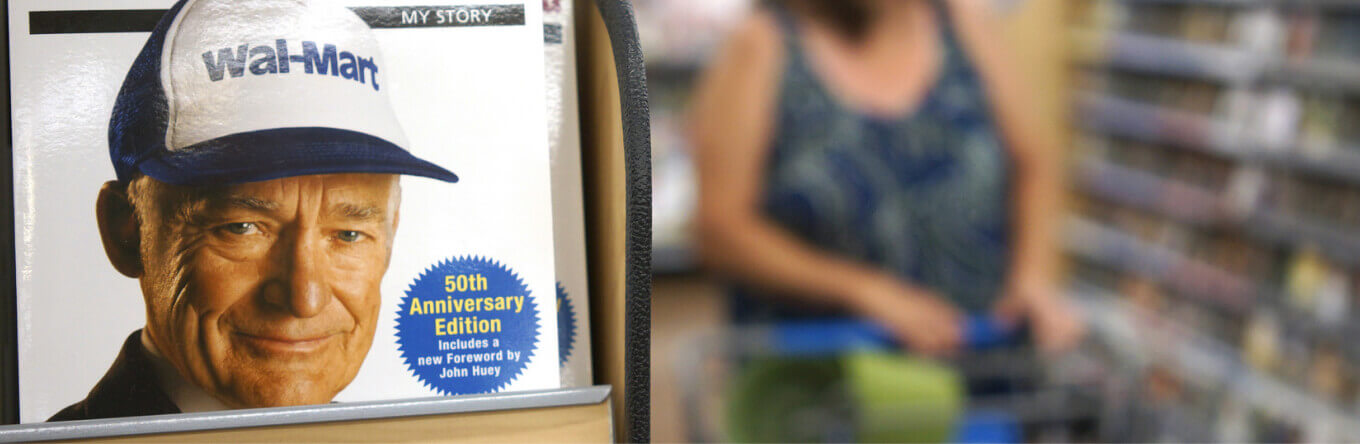 MY STORY
Wal-Mart
50th
Anniversary
Edition
Includes a
new Foreword by
John Huey